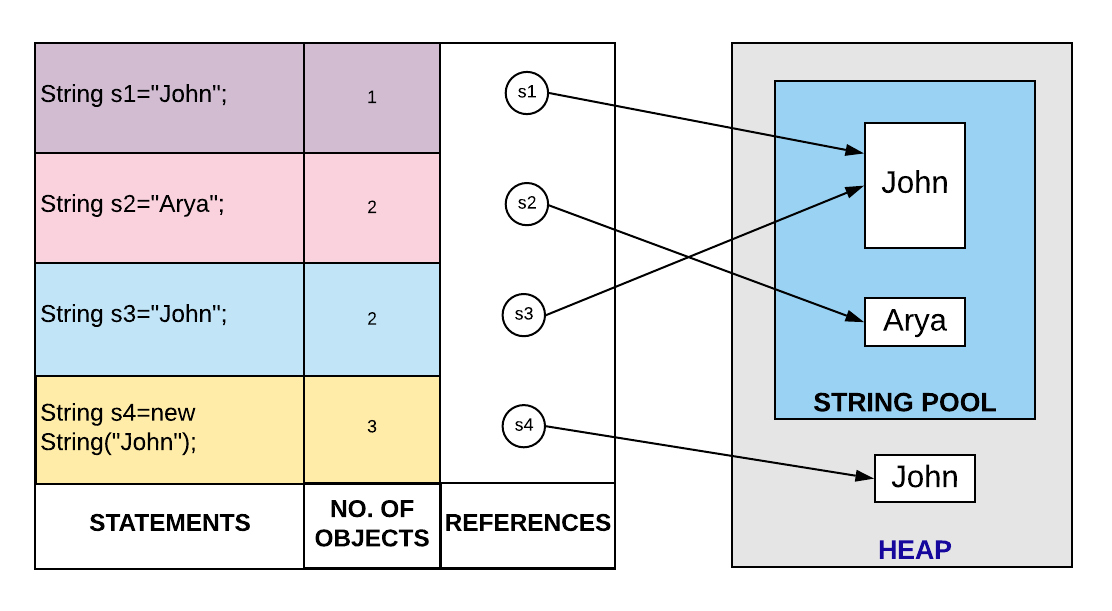 String s1="John";
1
s1
String s2="Arya";
2
s2
String s3="John";
2
s3
String s4=new
String("John");
3
s4
STATEMENTS
NO. OF
OBJECTS
REFERENCES
John
Arya
STRING POOL
John
HEAP